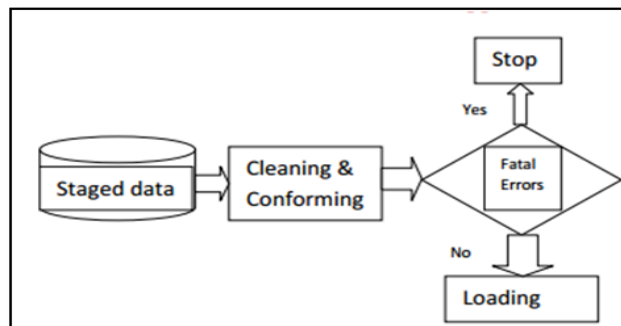 Staged data
Cleaning &
Conforming
Fatal
Errors
Yes
Stop
No
Loading